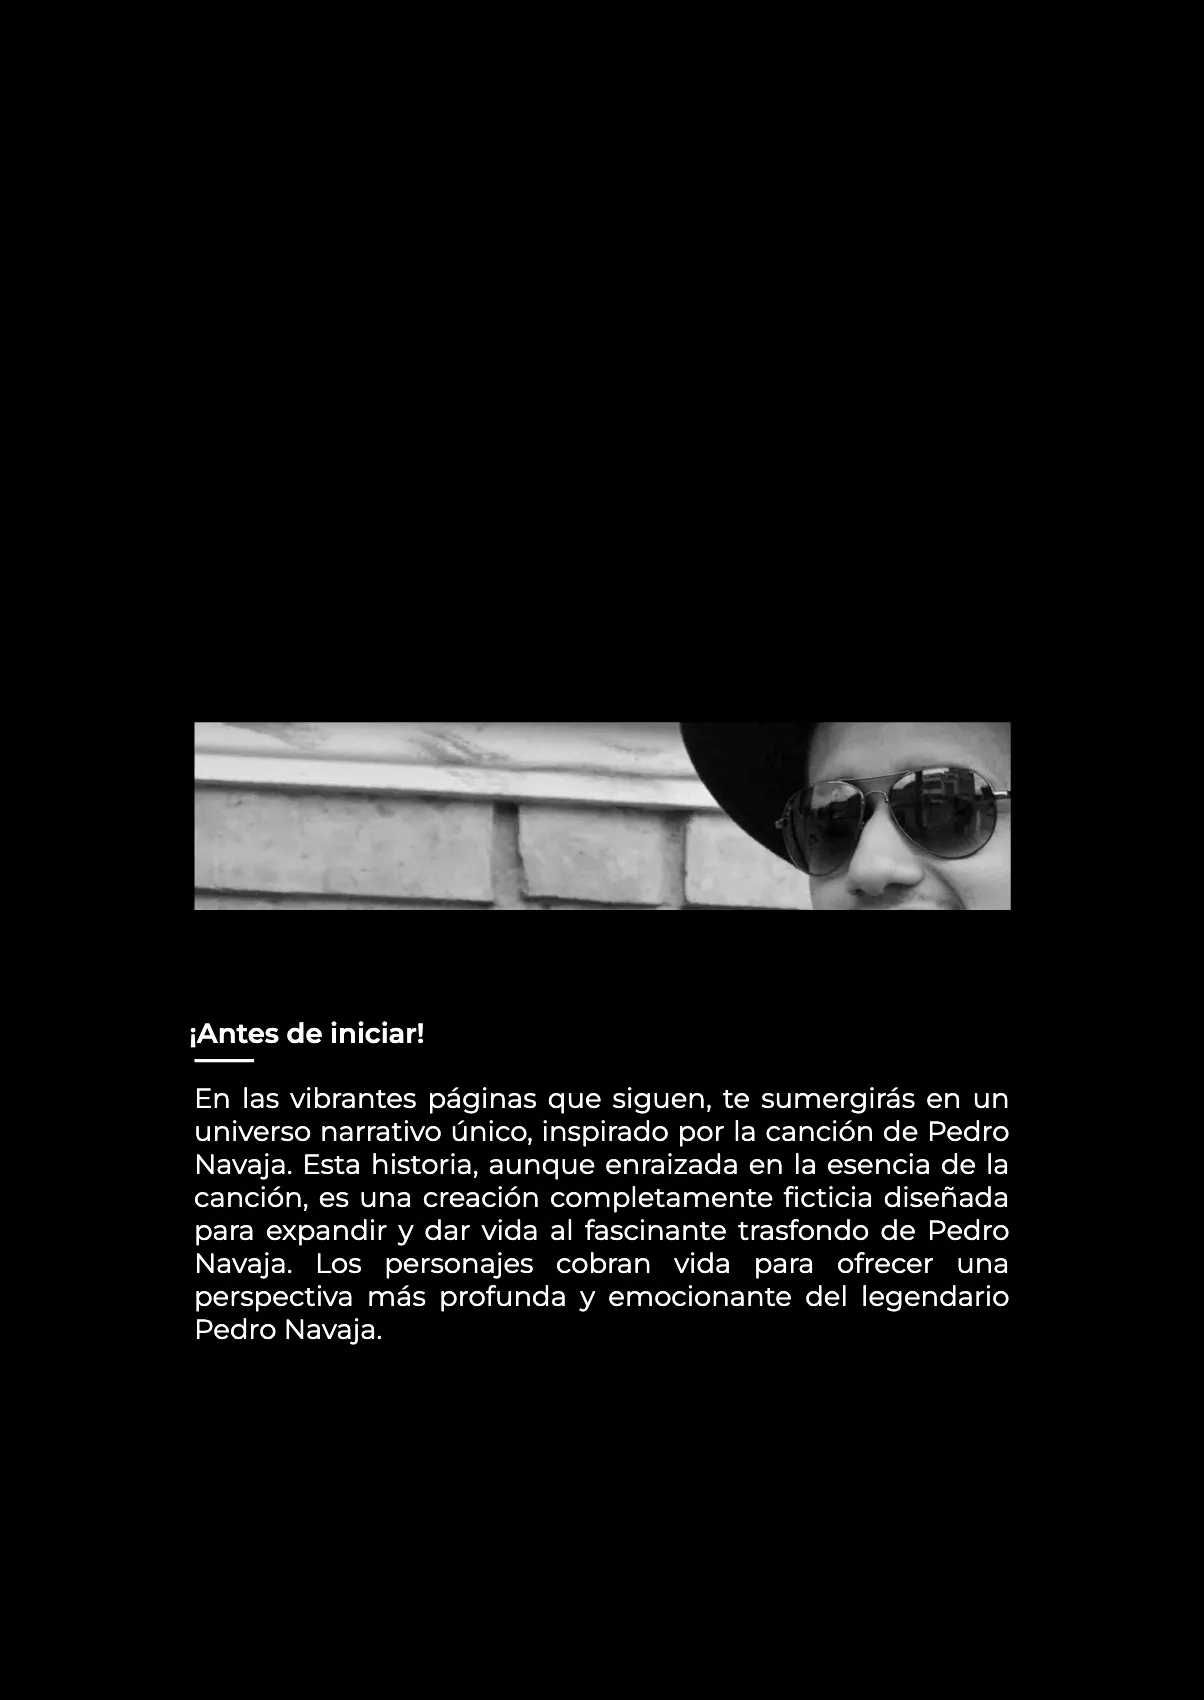 ¡Antes de iniciar!
En las vibrantes páginas que siguen, te sumergirás en un
universo narrativo único, inspirado por la canción de Pedro
Navaja. Esta historia, aunque enraizada en la esencia de la
canción, es una creación completamente ficticia diseñada
para expandir y dar vida al fascinante trasfondo de Pedro
Navaja. Los personajes cobran vida para ofrecer una
perspectiva más profunda y emocionante del legendario
Pedro Navaja.